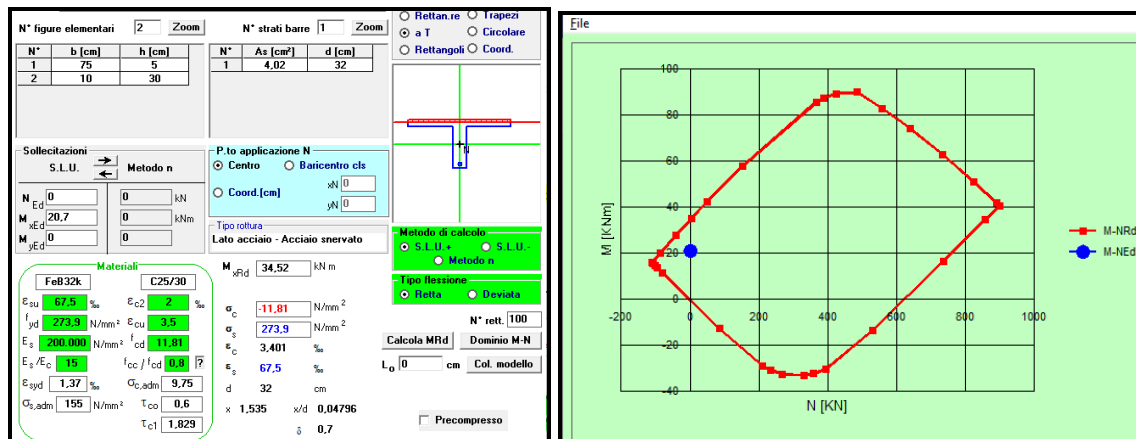 N° figure elementari 2 Zoom
N° strati barre 1 Zoom
N° b [cm] h [cm]
1 75 5
2 10 30
N° As [cm²] d [cm]
1 4,02 32
Rettan.re Trapezi
a T Circolare
Rettangoli Coord.
N
Sollecitazioni
S.L.U. Metodo n
N Ed 0 0 kN
M xEd 20,7 0 kNm
M yEd 0 0
P.to applicazione N
Centro Baricentro cls
Coord.[cm] xN 0
yN 0
Tipo rottura
Lato acciaio - Acciaio snervato
Metodo di calcolo
S.L.U.+ S.L.U.-
Metodo n
Tipo flessione
Retta Deviata
N° rett. 100
Calcola MRd Dominio M-N
L₀ 0 cm Col. modello
Precompresso
Materiali
FeB32k C25/30
εsu 67,5 ‰ εc2 2 ‰
fyd 273,9 N/mm² εcu 3,5
Es 200.000 N/mm² fcd 11,81
Es/Ec 15 fcc / fcd 0,8 ?
εsyd 1,37 ‰ σc,adm 9,75
σs,adm 155 N/mm² τco 0,6
τc1 1,829
M xRd 34,52 kN m
σc -11,81 N/mm²
σs 273,9 N/mm²
εc 3,401 ‰
εs 67,5 ‰
d 32 cm
x 1,535 x/d 0,04796
δ 0,7
File
M [KNm]
100
80
60
40
20
0
-20
-40
-200 0 200 400 600 800 1000
N [KN]
M-NRd
M-NEd